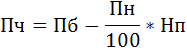 Пч = Пб − Пн/100 * Нп